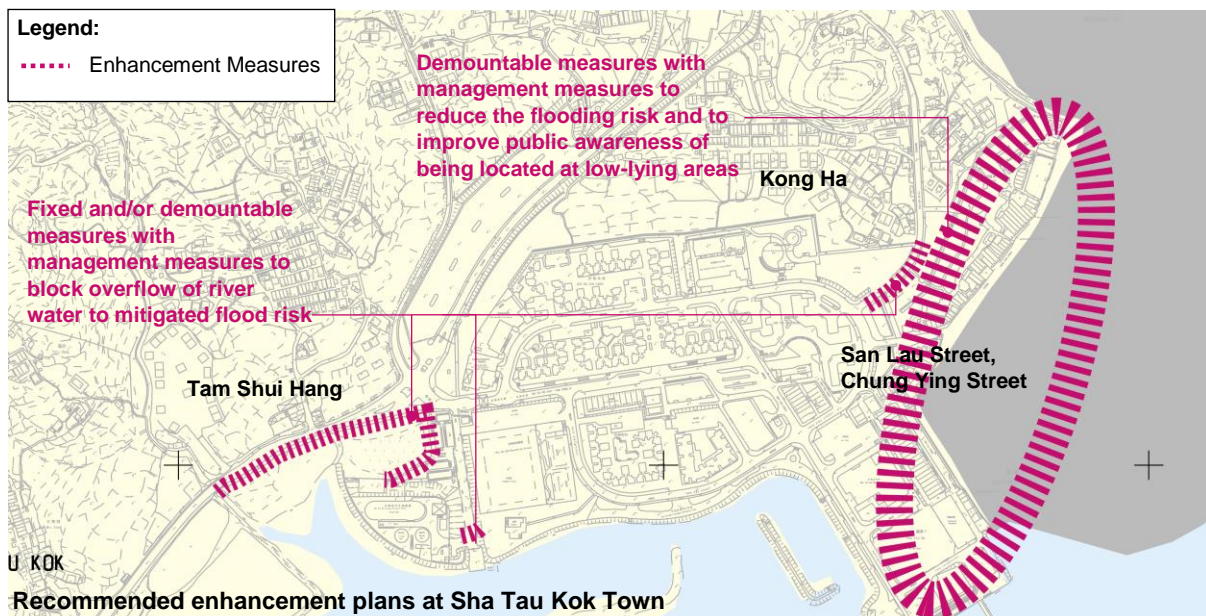 Legend:
Enhancement Measures
Demountable measures with
management measures to
reduce the flooding risk and to
improve public awareness of
being located at low-lying areas
Kong Ha
Fixed and/or demountable
measures with
management measures to
block overflow of river
water to mitigated flood risk
San Lau Street,
Chung Ying Street
Tam Shui Hang
U KOK
Recommended enhancement plans at Sha Tau Kok Town